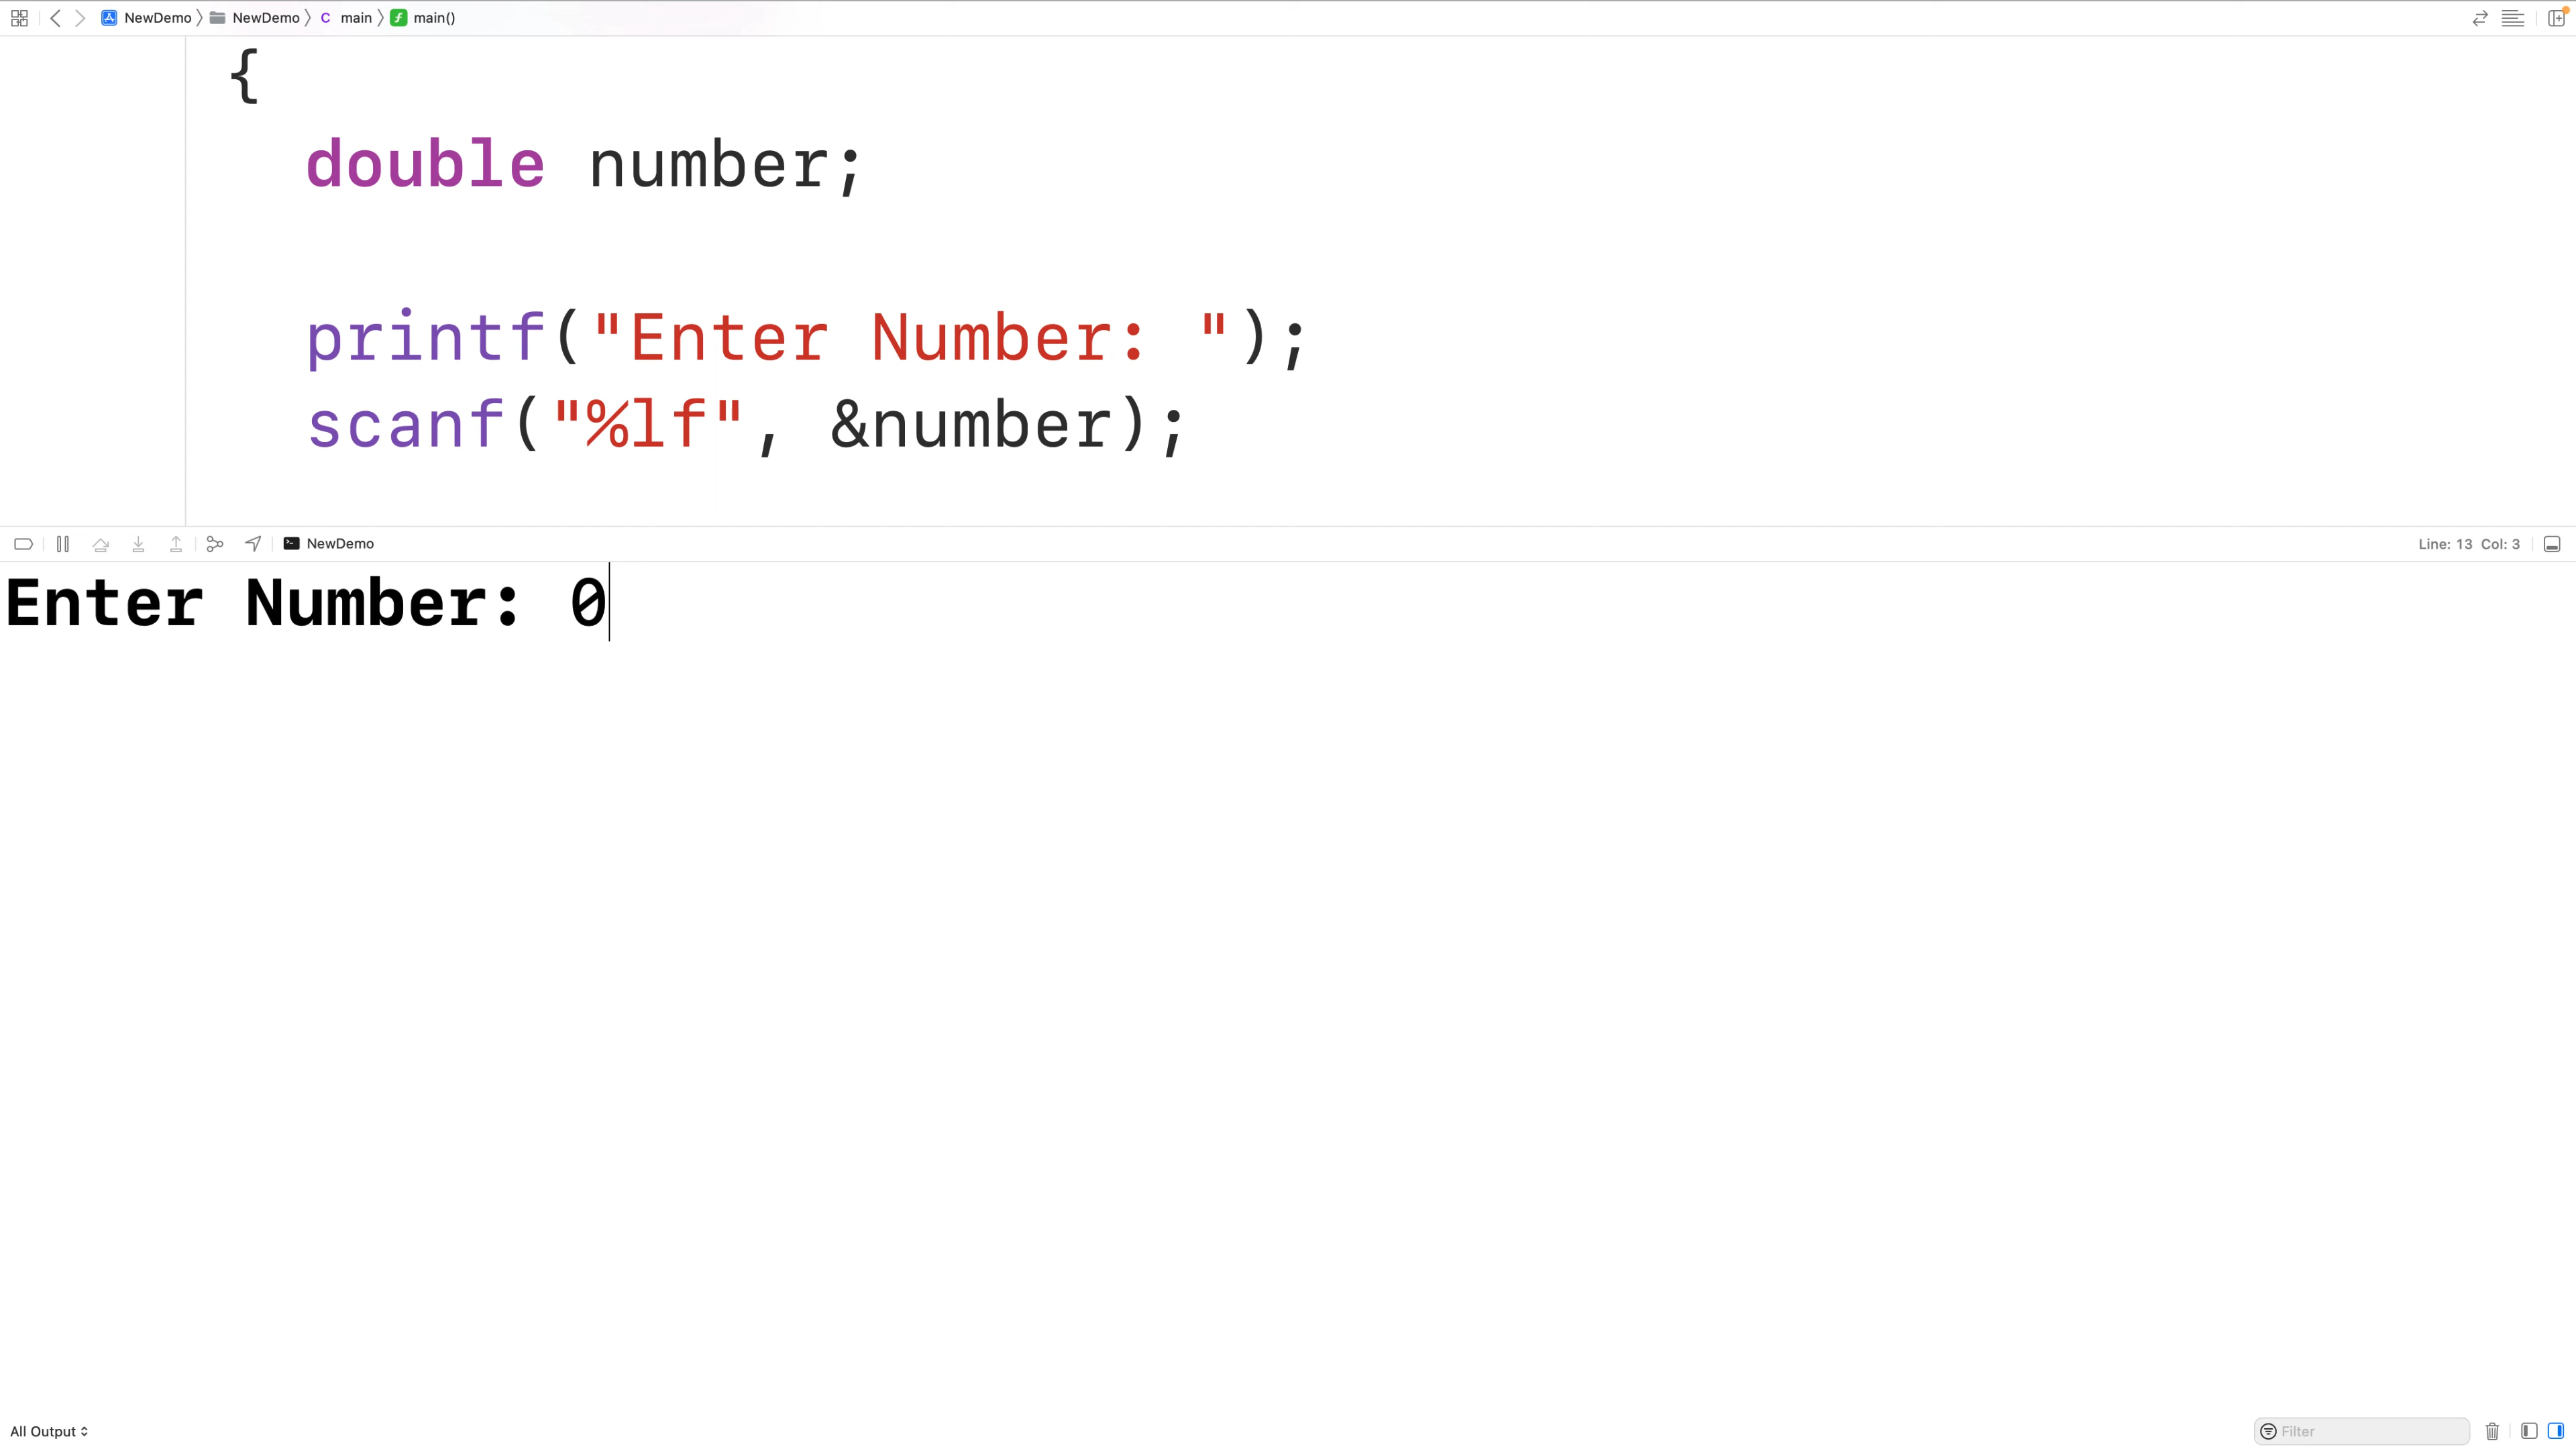 NewDemo NewDemo C main f main()
{
double number;
printf("Enter Number: ");
scanf("%lf", &number);
NewDemo Line: 13 Col: 3
Enter Number: 0
All Output Filter